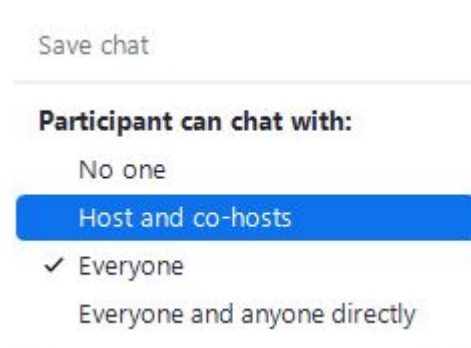 Save chat
Participant can chat with:
No one
Host and co-hosts
Everyone
Everyone and anyone directly